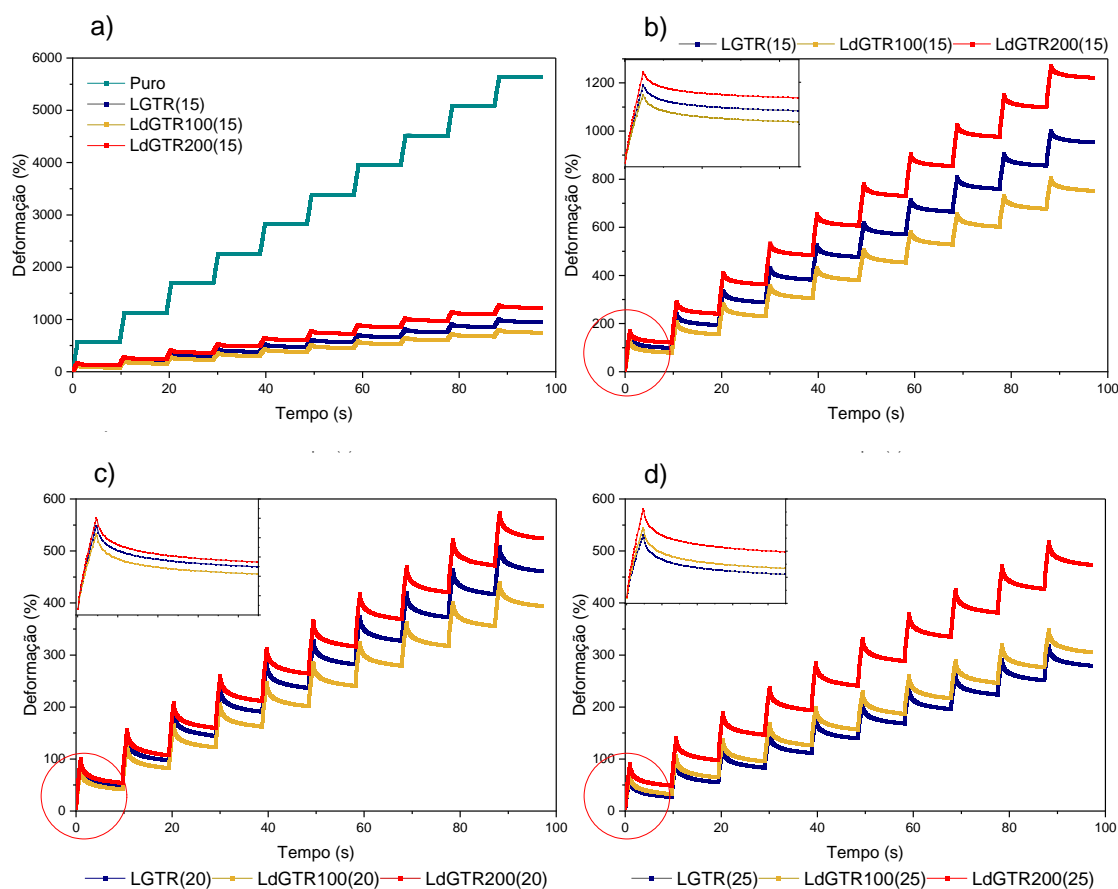 a)
6000
5000
4000
3000
2000
1000
0
Deformação (%)
Puro
LGTR(15)
LdGTR100(15)
LdGTR200(15)
0 20 40 60 80 100
Tempo (s)
b)
LGTR(15) LdGTR100(15) LdGTR200(15)
1200
1000
800
600
400
200
0
Deformação (%)
0 20 40 60 80 100
Tempo (s)
c)
600
500
400
300
200
100
0
Deformação (%)
0 20 40 60 80 100
Tempo (s)
LGTR(20) LdGTR100(20) LdGTR200(20)
d)
600
500
400
300
200
100
0
Deformação (%)
0 20 40 60 80 100
Tempo (s)
LGTR(25) LdGTR100(25) LdGTR200(25)